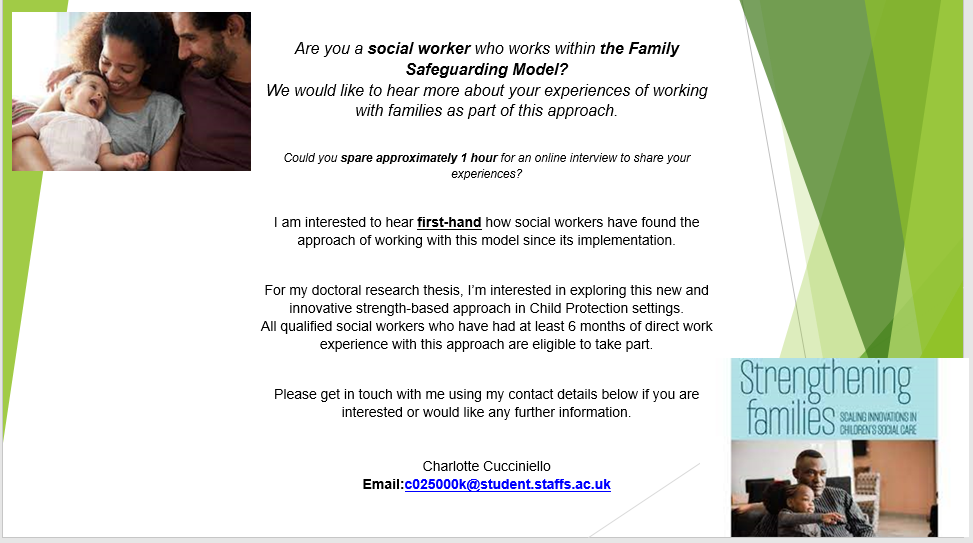 Are you a social worker who works within the Family
Safeguarding Model?
We would like to hear more about your experiences of working
with families as part of this approach.
Could you spare approximately 1 hour for an online interview to share your
experiences?
I am interested to hear first-hand how social workers have found the
approach of working with this model since its implementation.
For my doctoral research thesis, I’m interested in exploring this new and
innovative strength-based approach in Child Protection settings.
All qualified social workers who have had at least 6 months of direct work
experience with this approach are eligible to take part.
Please get in touch with me using my contact details below if you are
interested or would like any further information.
Charlotte Cucciniello
Email:c025000k@student.staffs.ac.uk
Strengthening
families SCALING INNOVATIONS IN
CHILDREN'S SOCIAL CARE